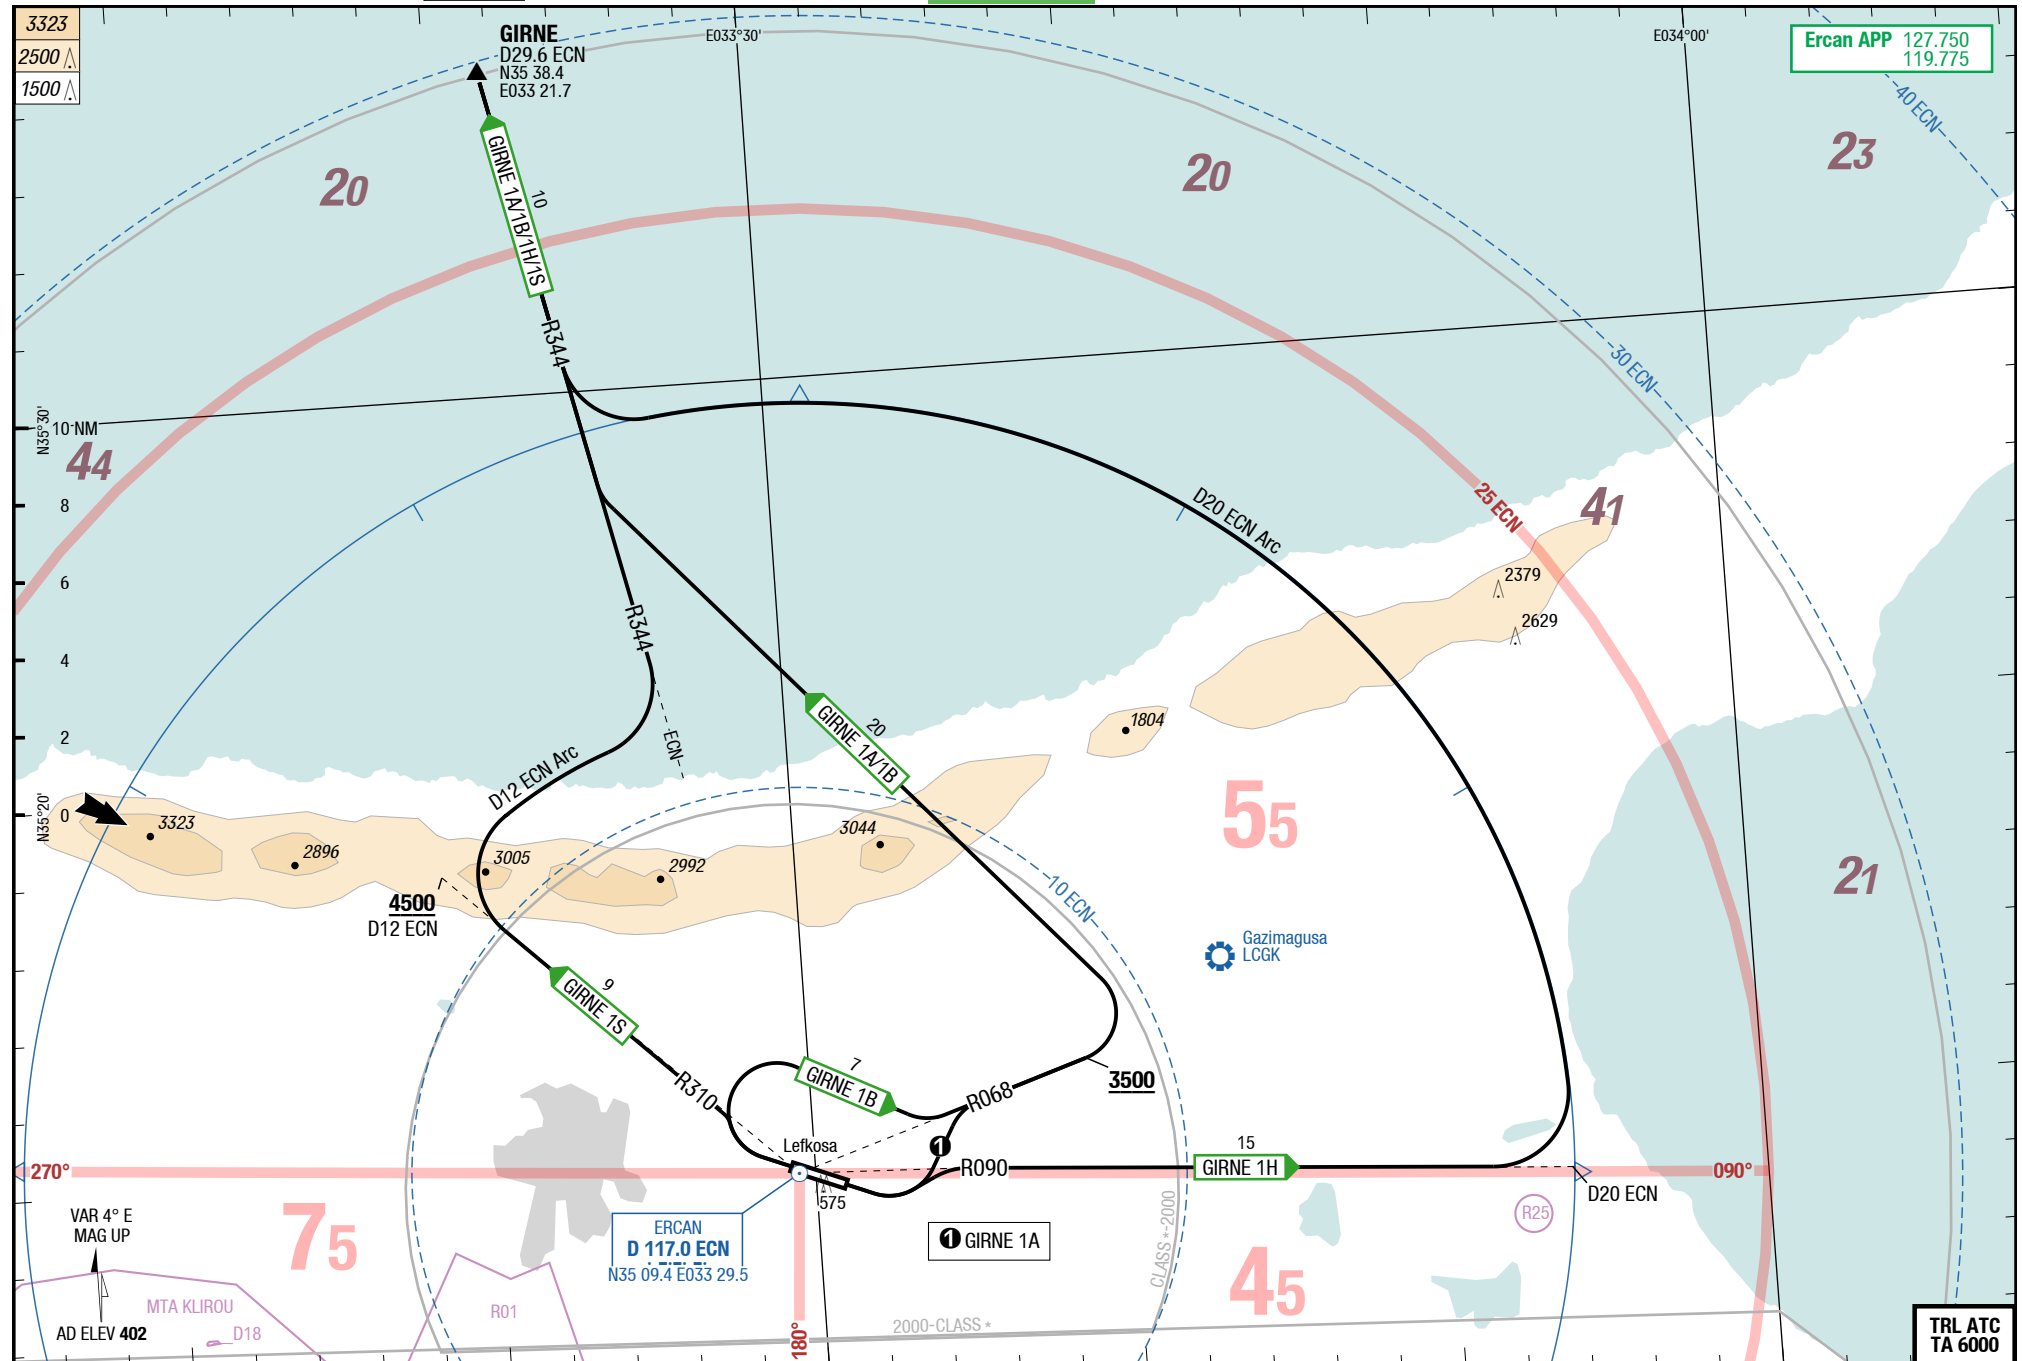 3323
2500
1500
GIRNE
D29.6 ECN
N35 38.4
E033 21.7
E033°30'
E034°00'
Ercan APP 127.750
119.775
40 ECN
20
20
23
GIRNE 1A/1B/1H/1S
10
R344
30 ECN
N35°30'
10 NM
44
8
6
4
2
0
N35°20'
D20 ECN Arc
25 ECN
41
2379
2629
R344
ECN
20
GIRNE 1A/1B
1804
D12 ECN Arc
55
3323
2896
3005
2992
3044
10 ECN
21
4500
D12 ECN
Gazimagusa
LCGK
9
GIRNE 1S
R310
7
GIRNE 1B
R068
3500
Lefkosa
1
R090
15
GIRNE 1H
270°
090°
D20 ECN
575
R25
VAR 4° E
MAG UP
75
ERCAN
D 117.0 ECN
N35 09.4 E033 29.5
1 GIRNE 1A
CLASS *-2000
45
MTA KLIROU
D18
R01
AD ELEV 402
180°
2000-CLASS *
TRL ATC
TA 6000